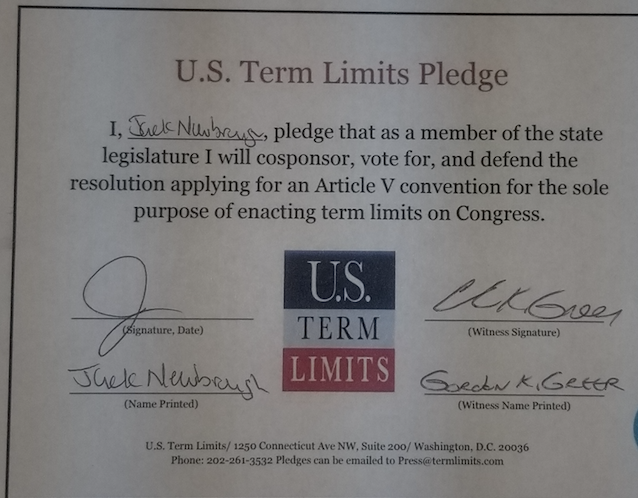 U.S. Term Limits Pledge
I, Jack Newbraugh, pledge that as a member of the state
legislature I will cosponsor, vote for, and defend the
resolution applying for an Article V convention for the sole
purpose of enacting term limits on Congress.
U.S.
TERM
LIMITS
(Signature, Date)
(Witness Signature)
Jack Newbraugh
Gordon K. Greer
(Name Printed)
(Witness Name Printed)
U.S. Term Limits/ 1250 Connecticut Ave NW, Suite 200/ Washington, D.C. 20036
Phone: 202-261-3532 Pledges can be emailed to Press@termlimits.com